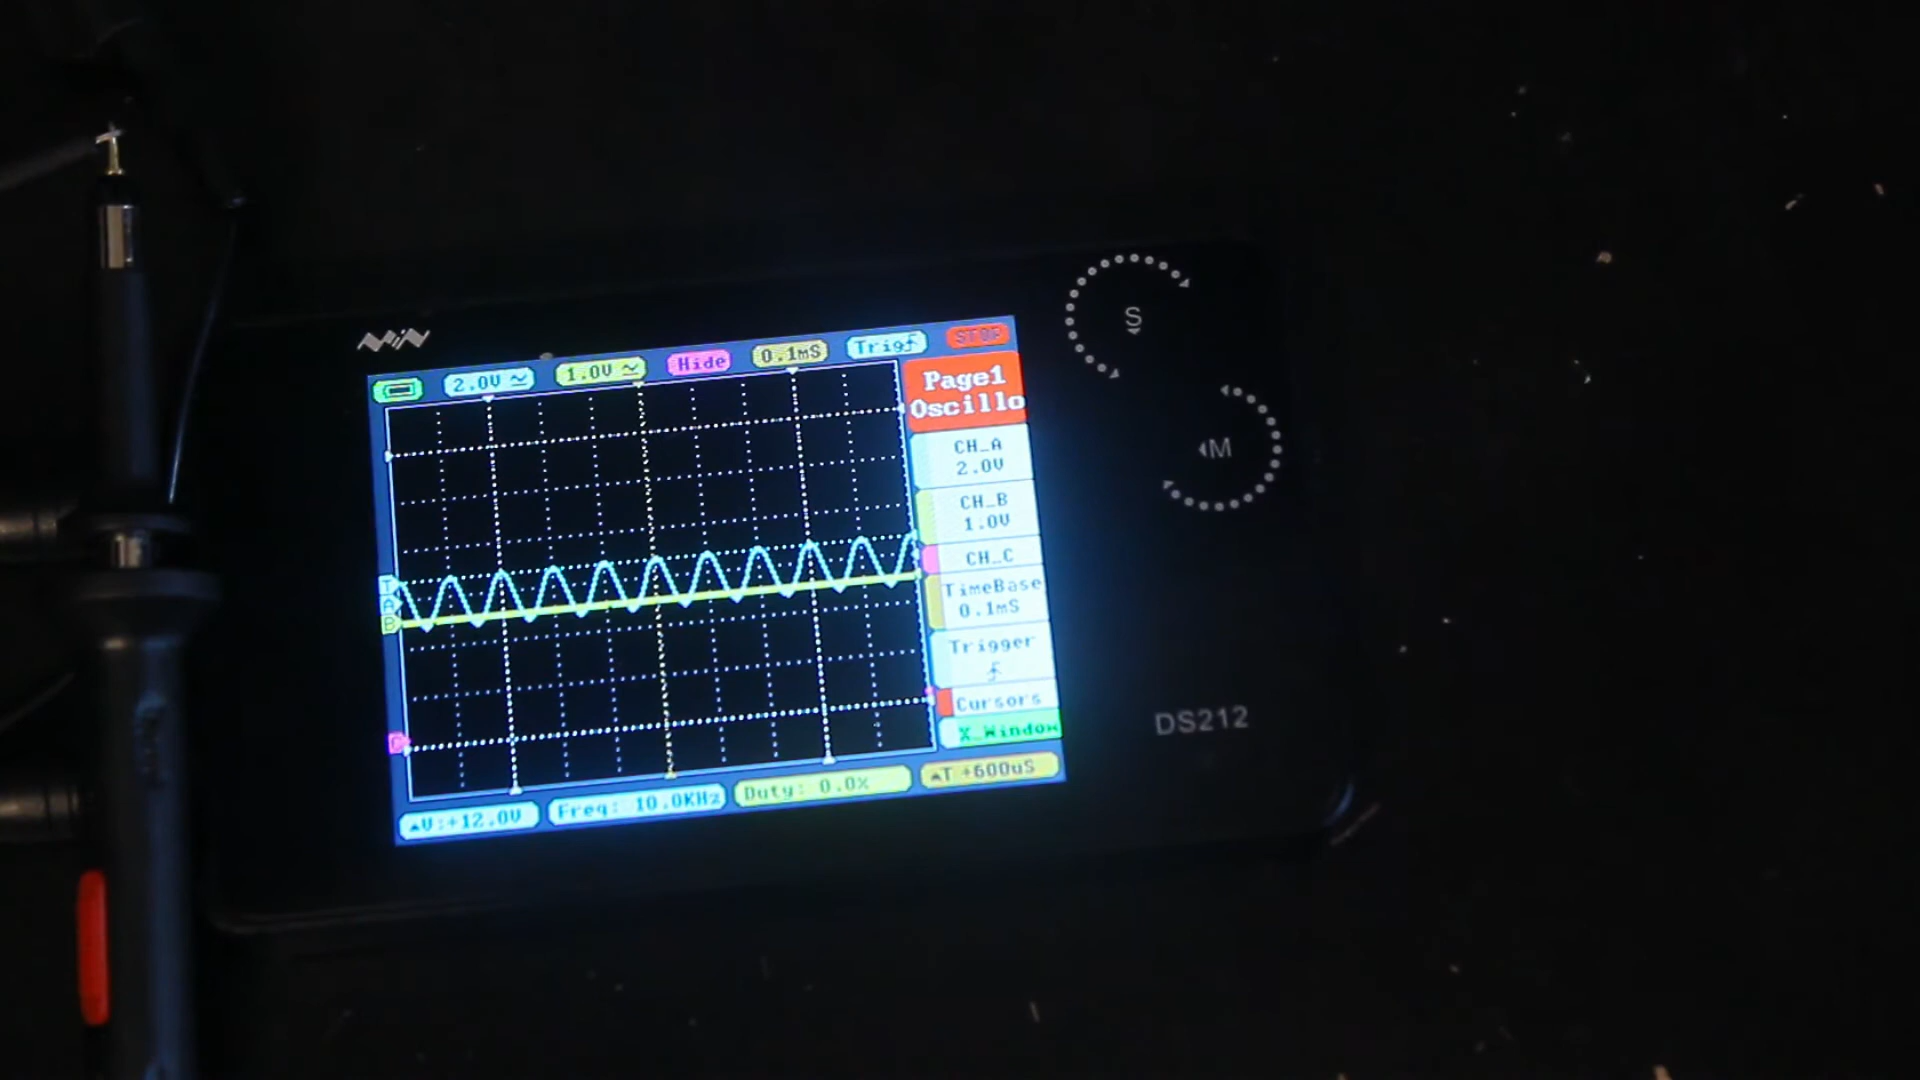 MiNi
2.0V 1.0V Hide 0.1mS Trig STOP
Page1
Oscillo
CH_A
2.0V
CH_B
1.0V
CH_C
TimeBase
0.1mS
Trigger
Cursors
X_Window
T
A
B
C
▲V:+12.0V Freq: 10.0KHz Duty: 0.0% ▲T +600uS
S
M
DS212